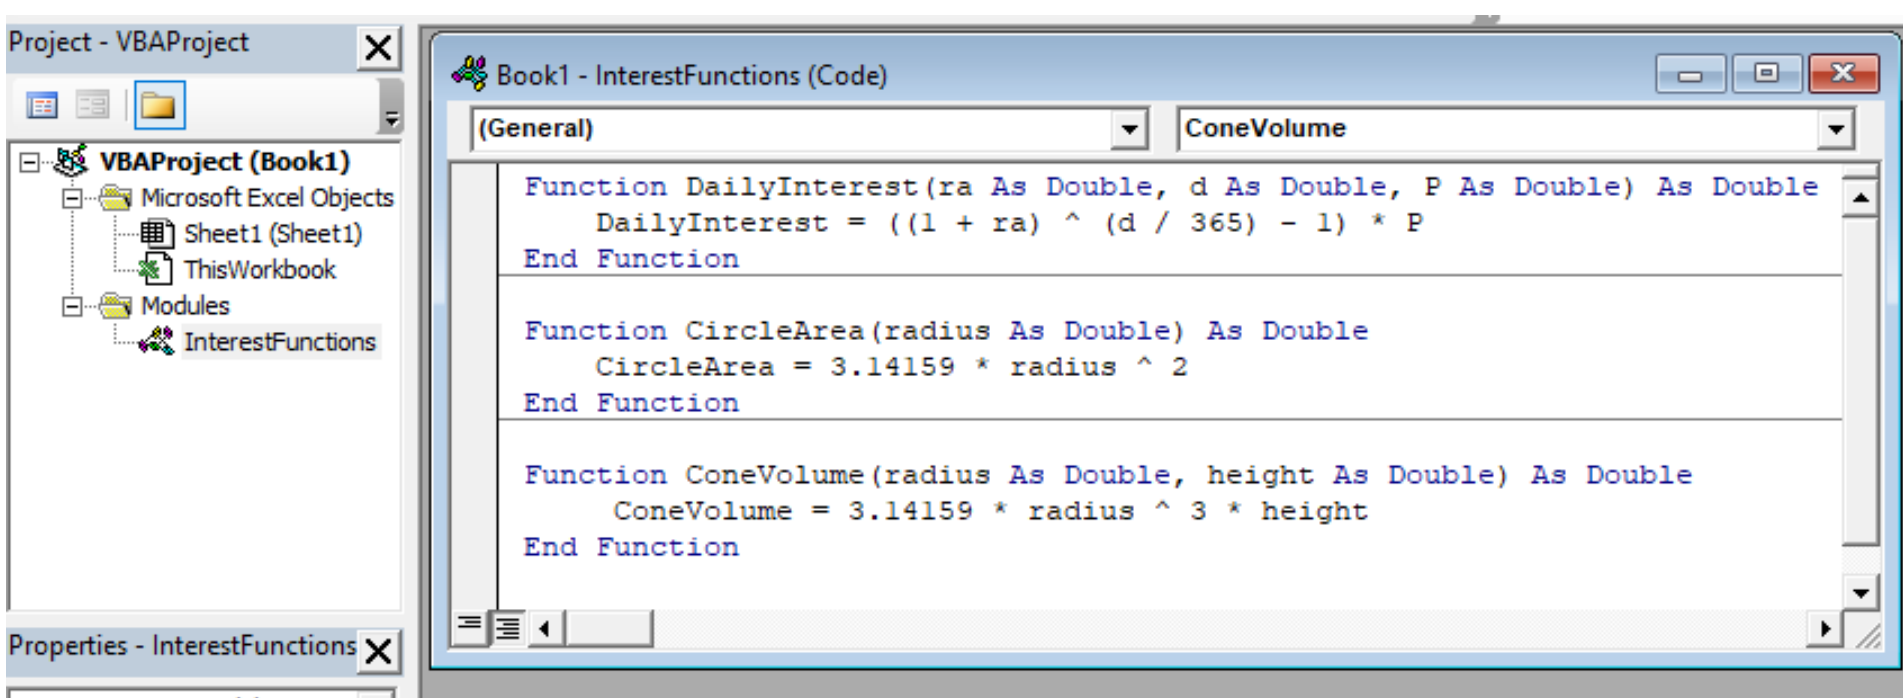 Project - VBAProject
VBAProject (Book1)
Microsoft Excel Objects
Sheet1 (Sheet1)
ThisWorkbook
Modules
InterestFunctions
Properties - InterestFunctions
Book1 - InterestFunctions (Code)
(General)
ConeVolume
Function DailyInterest(ra As Double, d As Double, P As Double) As Double
DailyInterest = ((1 + ra) ^ (d / 365) - 1) * P
End Function
Function CircleArea(radius As Double) As Double
CircleArea = 3.14159 * radius ^ 2
End Function
Function ConeVolume(radius As Double, height As Double) As Double
ConeVolume = 3.14159 * radius ^ 3 * height
End Function